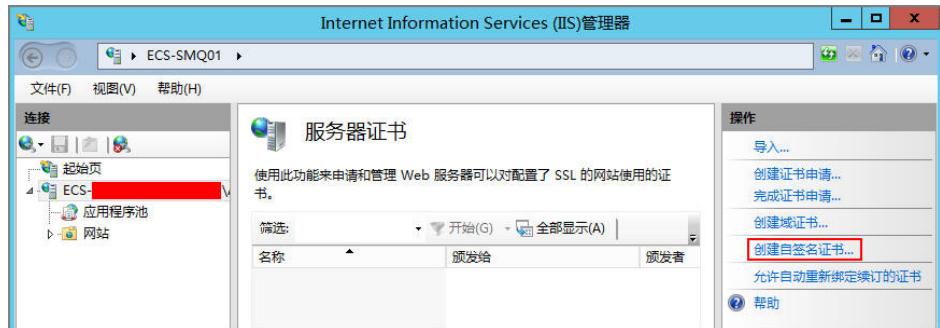 Internet Information Services (IIS)管理器
ECS-SMQ01
文件(F) 视图(V) 帮助(H)
连接
起始页
ECS-
应用程序池
网站
服务器证书
使用此功能来申请和管理 Web 服务器可以对配置了 SSL 的网站使用的证
书。
筛选: 开始(G) 全部显示(A)
名称 颁发给 颁发者
操作
导入...
创建证书申请...
完成证书申请...
创建域证书...
创建自签名证书...
允许自动重新绑定续订的证书
帮助